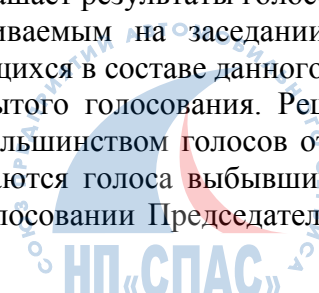 ашает результаты голос
иваемым на заседании
щихся в составе данного
ытого голосования. Реш
льшинством голосов от
аются голоса выбывши
лосовании Председател
НП«СПАС»